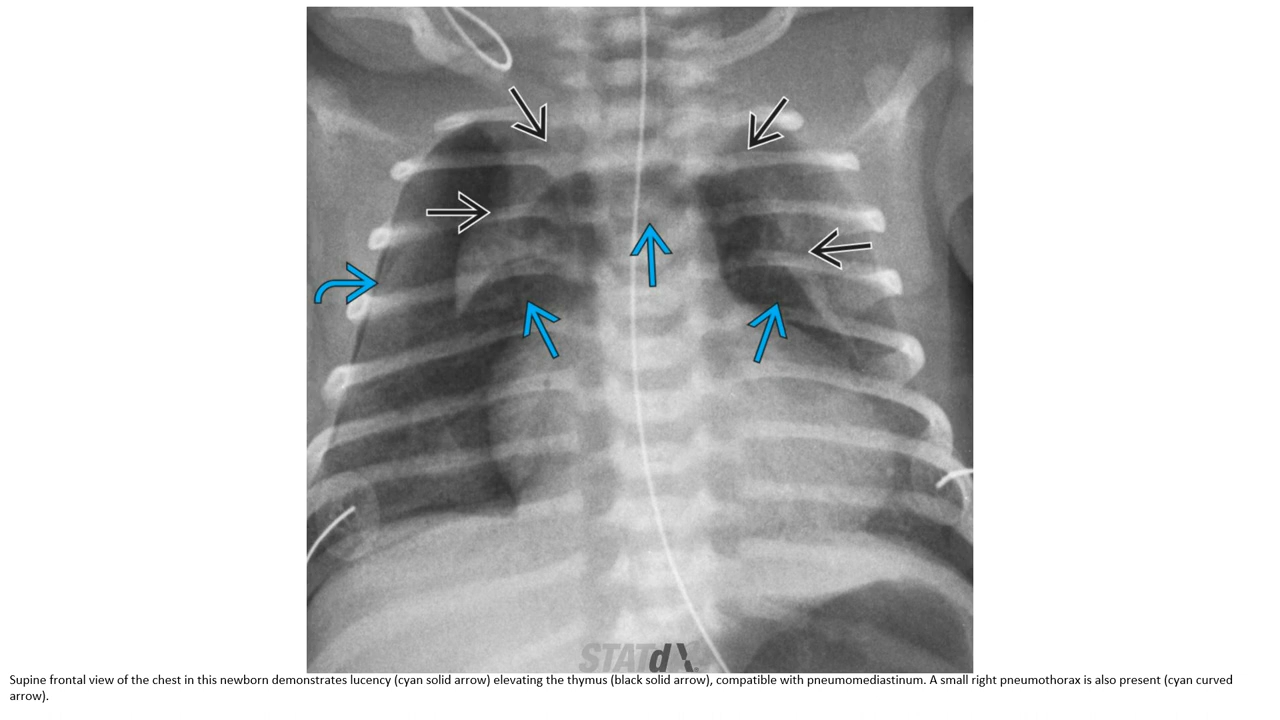 STATdX
Supine frontal view of the chest in this newborn demonstrates lucency (cyan solid arrow) elevating the thymus (black solid arrow), compatible with pneumomediastinum. A small right pneumothorax is also present (cyan curved
arrow).